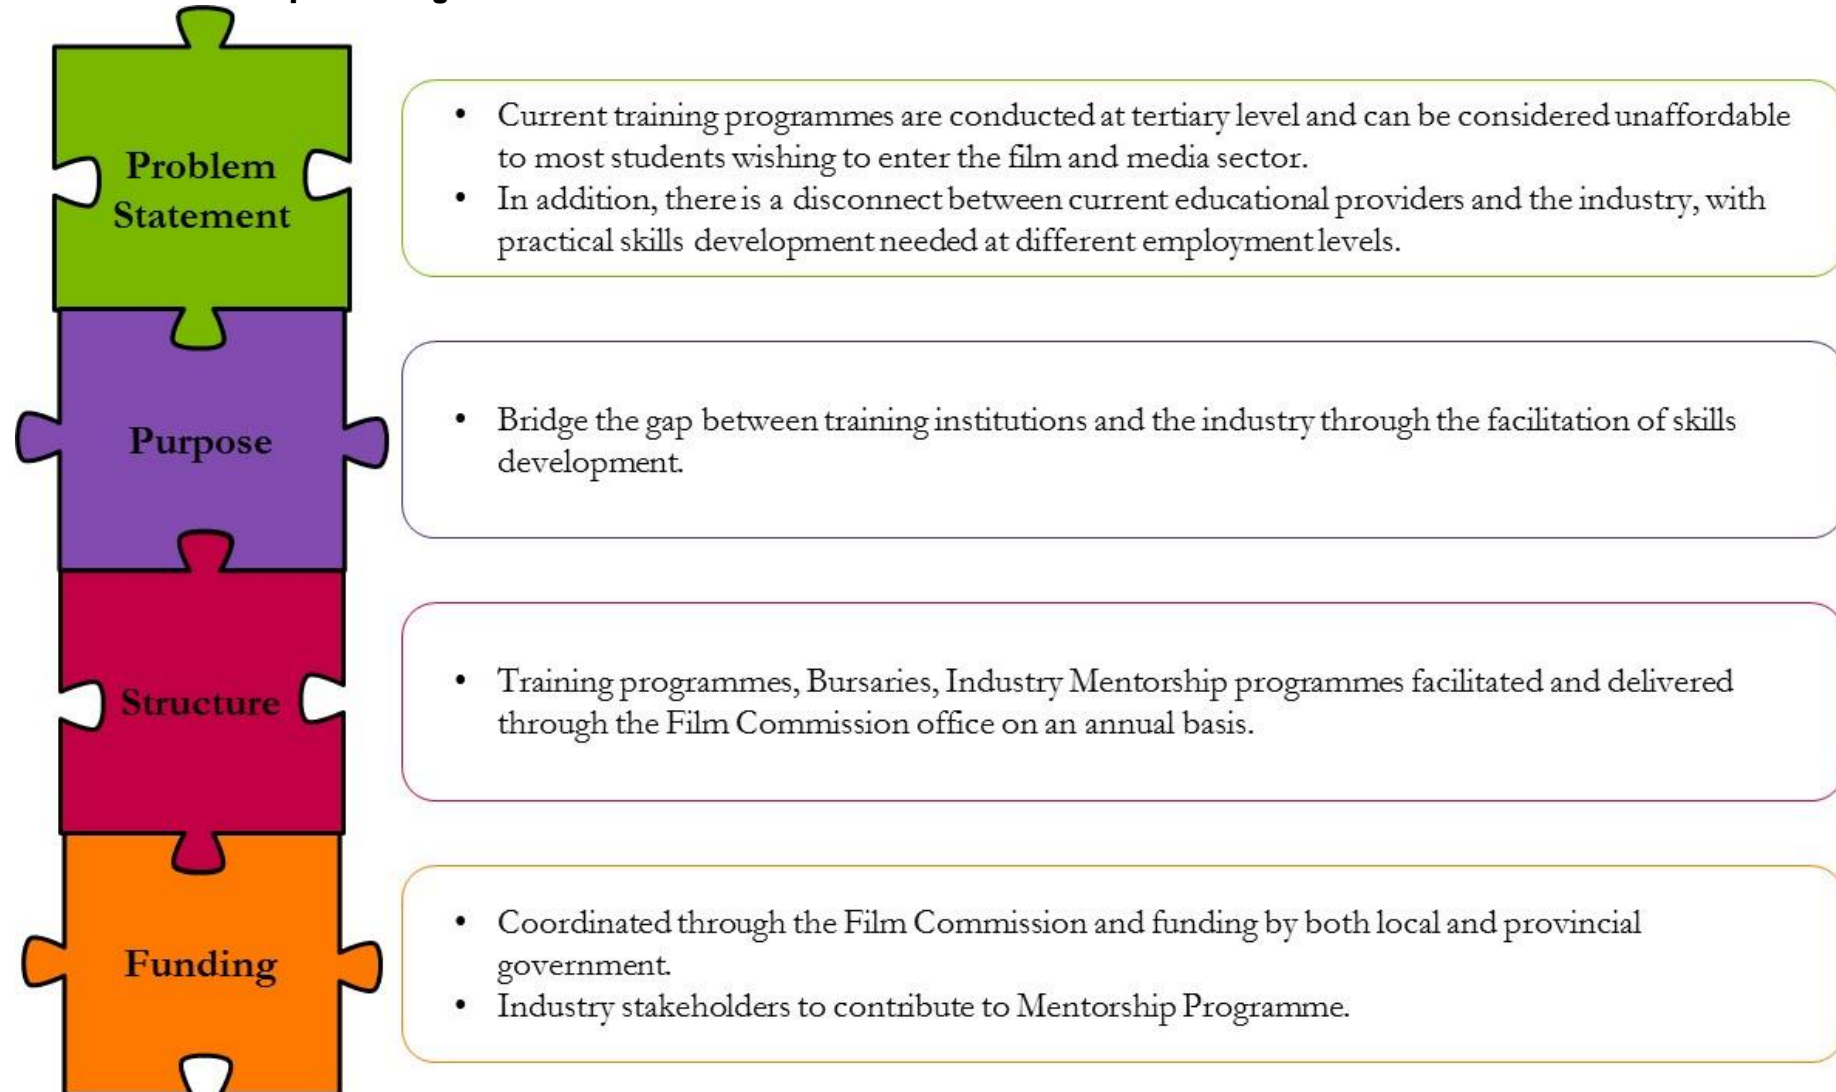 Problem
Statement
• Current training programmes are conducted at tertiary level and can be considered unaffordable
to most students wishing to enter the film and media sector.
• In addition, there is a disconnect between current educational providers and the industry, with
practical skills development needed at different employment levels.
Purpose
• Bridge the gap between training institutions and the industry through the facilitation of skills
development.
Structure
• Training programmes, Bursaries, Industry Mentorship programmes facilitated and delivered
through the Film Commission office on an annual basis.
Funding
• Coordinated through the Film Commission and funding by both local and provincial
government.
• Industry stakeholders to contribute to Mentorship Programme.